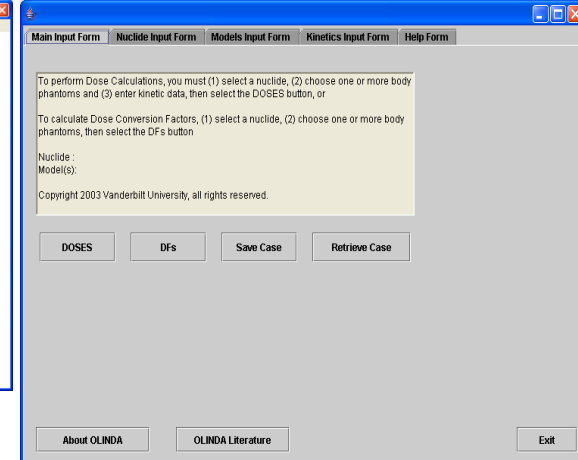 Main Input Form Nuclide Input Form Models Input Form Kinetics Input Form Help Form
To perform Dose Calculations, you must (1) select a nuclide, (2) choose one or more body
phantoms and (3) enter kinetic data, then select the DOSES button, or
To calculate Dose Conversion Factors, (1) select a nuclide, (2) choose one or more body
phantoms, then select the DFs button
Nuclide :
Model(s):
Copyright 2003 Vanderbilt University, all rights reserved.
DOSES DFs Save Case Retrieve Case
About OLINDA OLINDA Literature Exit